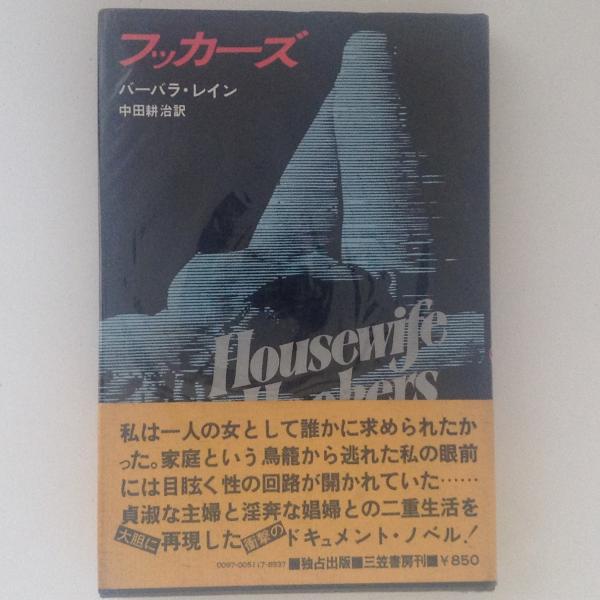 フッカーズ
バーバラ・レイン
中田耕治訳
Housewife
Hookers
私は一人の女として誰かに求められたか
った。家庭という鳥籠から逃れた私の眼前
には目眩く性の回路が開かれていた……
貞淑な主婦と淫奔な娼婦との二重生活を
大胆に再現した衝撃のドキュメント・ノベル!
0097-005117-8937 ■独占出版■三笠書房刊■¥850